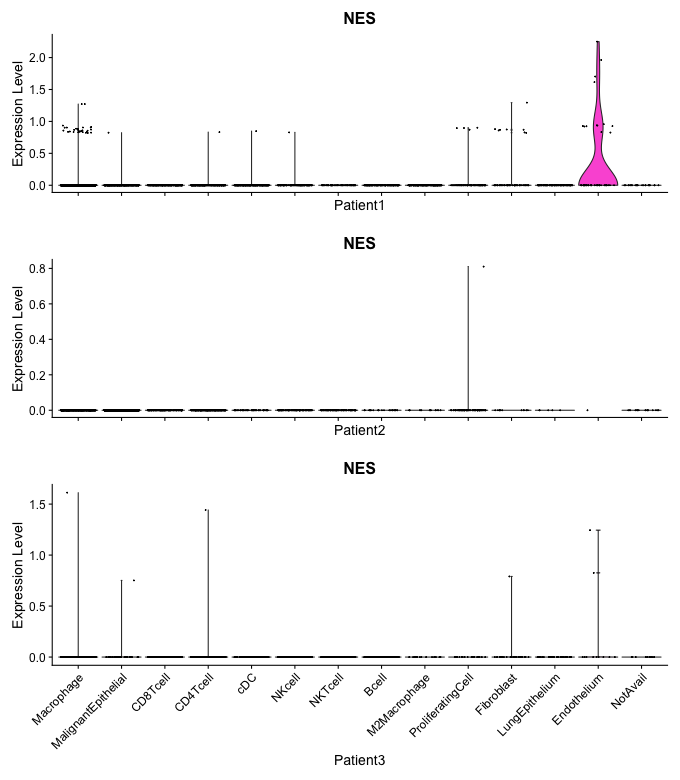 NES
Expression Level
2.0
1.5
1.0
0.5
0.0
Patient1
NES
Expression Level
0.8
0.6
0.4
0.2
0.0
Patient2
NES
Expression Level
1.5
1.0
0.5
0.0
Macrophage
MalignantEpithelial
CD8Tcell
CD4Tcell
cDC
NKcell
NKTcell
Bcell
M2Macrophage
ProliferatingCell
Fibroblast
LungEpithelium
Endothelium
NotAvail
Patient3